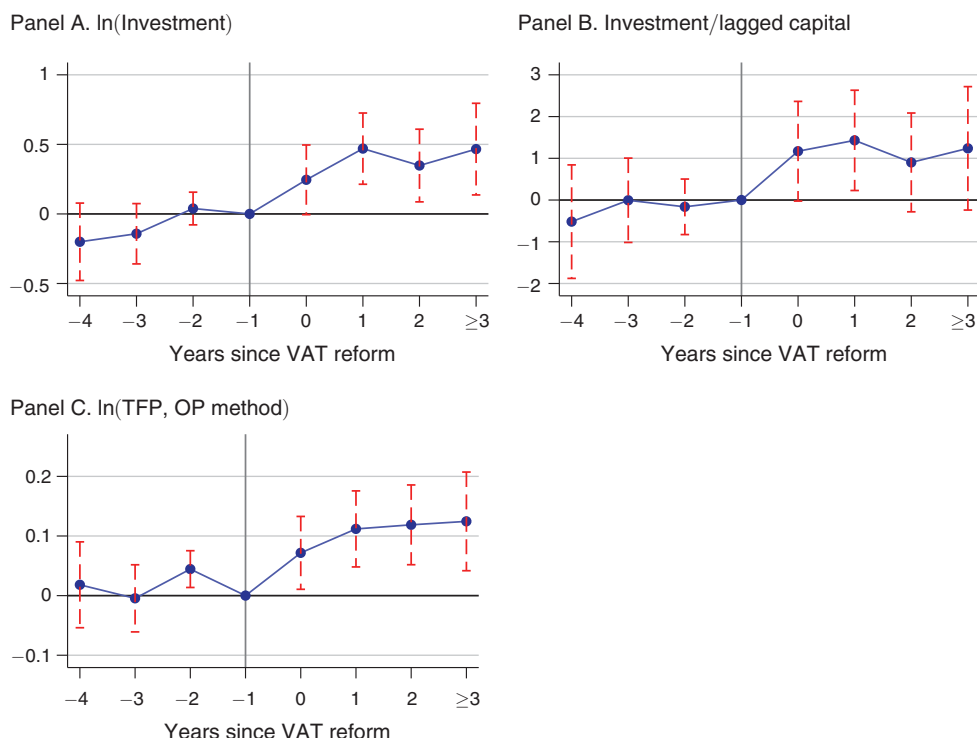 Panel A. ln(Investment)
1
0.5
0
−0.5
−4 −3 −2 −1 0 1 2 ≥3
Years since VAT reform
Panel B. Investment/lagged capital
3
2
1
0
−1
−2
−4 −3 −2 −1 0 1 2 ≥3
Years since VAT reform
Panel C. ln(TFP, OP method)
0.2
0.1
0
−0.1
−4 −3 −2 −1 0 1 2 ≥3
Years since VAT reform